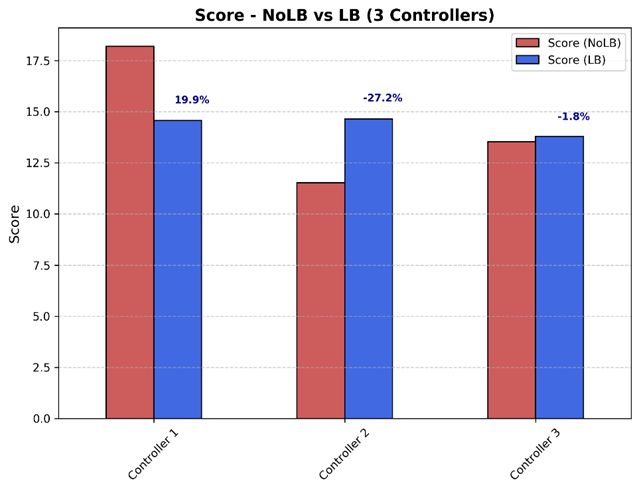 Score - NoLB vs LB (3 Controllers)
Score (NoLB)
Score (LB)
17.5
15.0
12.5
10.0
7.5
5.0
2.5
0.0
Score
19.9%
-27.2%
-1.8%
Controller 1
Controller 2
Controller 3